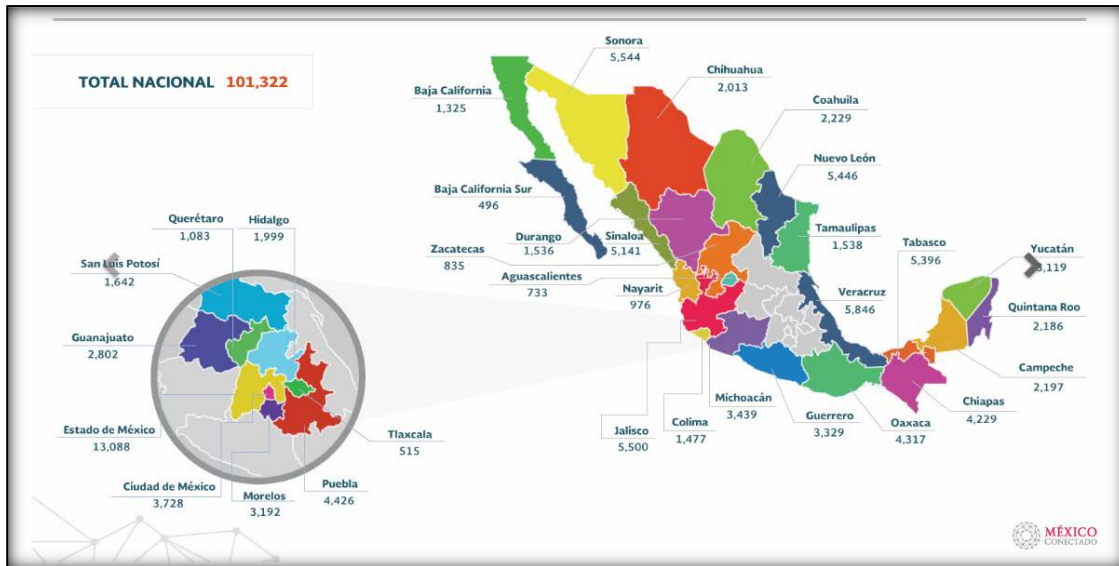 TOTAL NACIONAL 101,322
Sonora
5,544
Chihuahua
2,013
Baja California
1,325
Coahuila
2,229
Nuevo León
5,446
Baja California Sur
496
Durango
1,536
Sinaloa
5,141
Tamaulipas
1,538
Zacatecas
835
Aguascalientes
733
Nayarit
976
Tabasco
5,396
Yucatán
,119
Veracruz
5,846
Quintana Roo
2,186
Campeche
2,197
Chiapas
4,229
Oaxaca
4,317
Guerrero
3,329
Michoacán
3,439
Colima
1,477
Jalisco
5,500
Querétaro
1,083
Hidalgo
1,999
San Luis Potosí
1,642
Guanajuato
2,802
Estado de México
13,088
Ciudad de México
3,728
Morelos
3,192
Puebla
4,426
Tlaxcala
515
MÉXICO
CONECTADO